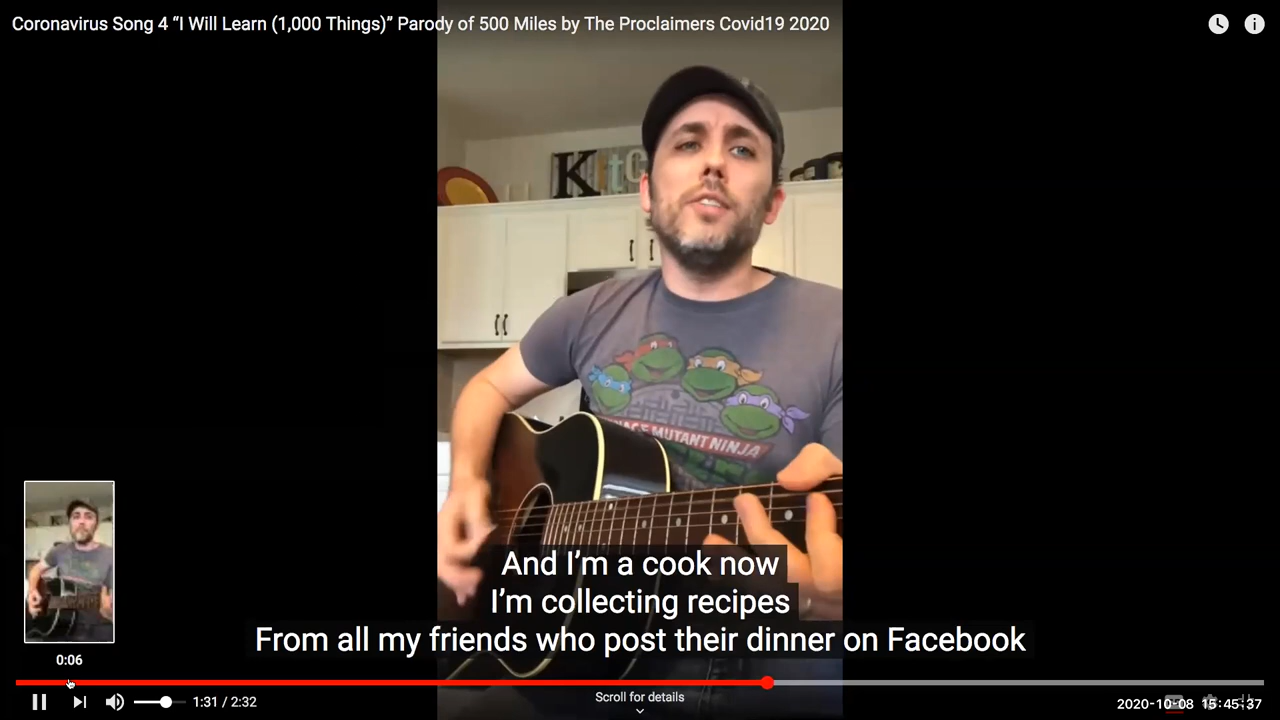 Coronavirus Song 4 “I Will Learn (1,000 Things)” Parody of 500 Miles by The Proclaimers Covid19 2020
KitC
MUTANT NINJA
And I’m a cook now
I’m collecting recipes
From all my friends who post their dinner on Facebook
0:06
1:31 / 2:32
Scroll for details
2020-10-08 15:45:37